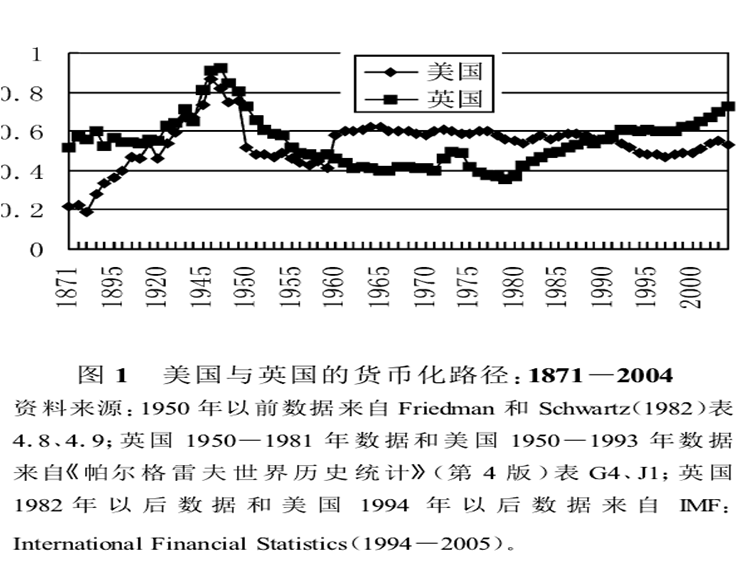 1
0.8
0.6
0.4
0.2
0
美国
英国
1871
1895
1920
1945
1950
1955
1960
1965
1970
1975
1980
1985
1990
1995
2000
图 1 美国与英国的货币化路径：1871—2004
资料来源：1950 年以前数据来自 Friedman 和 Schwartz（1982）表
4.8、4.9；英国 1950—1981 年数据和美国 1950—1993 年数据
来自《帕尔格雷夫世界历史统计》（第 4 版）表 G4、J1；英国
1982 年以后数据和美国 1994 年以后数据来自 IMF：
International Financial Statistics（1994—2005）。